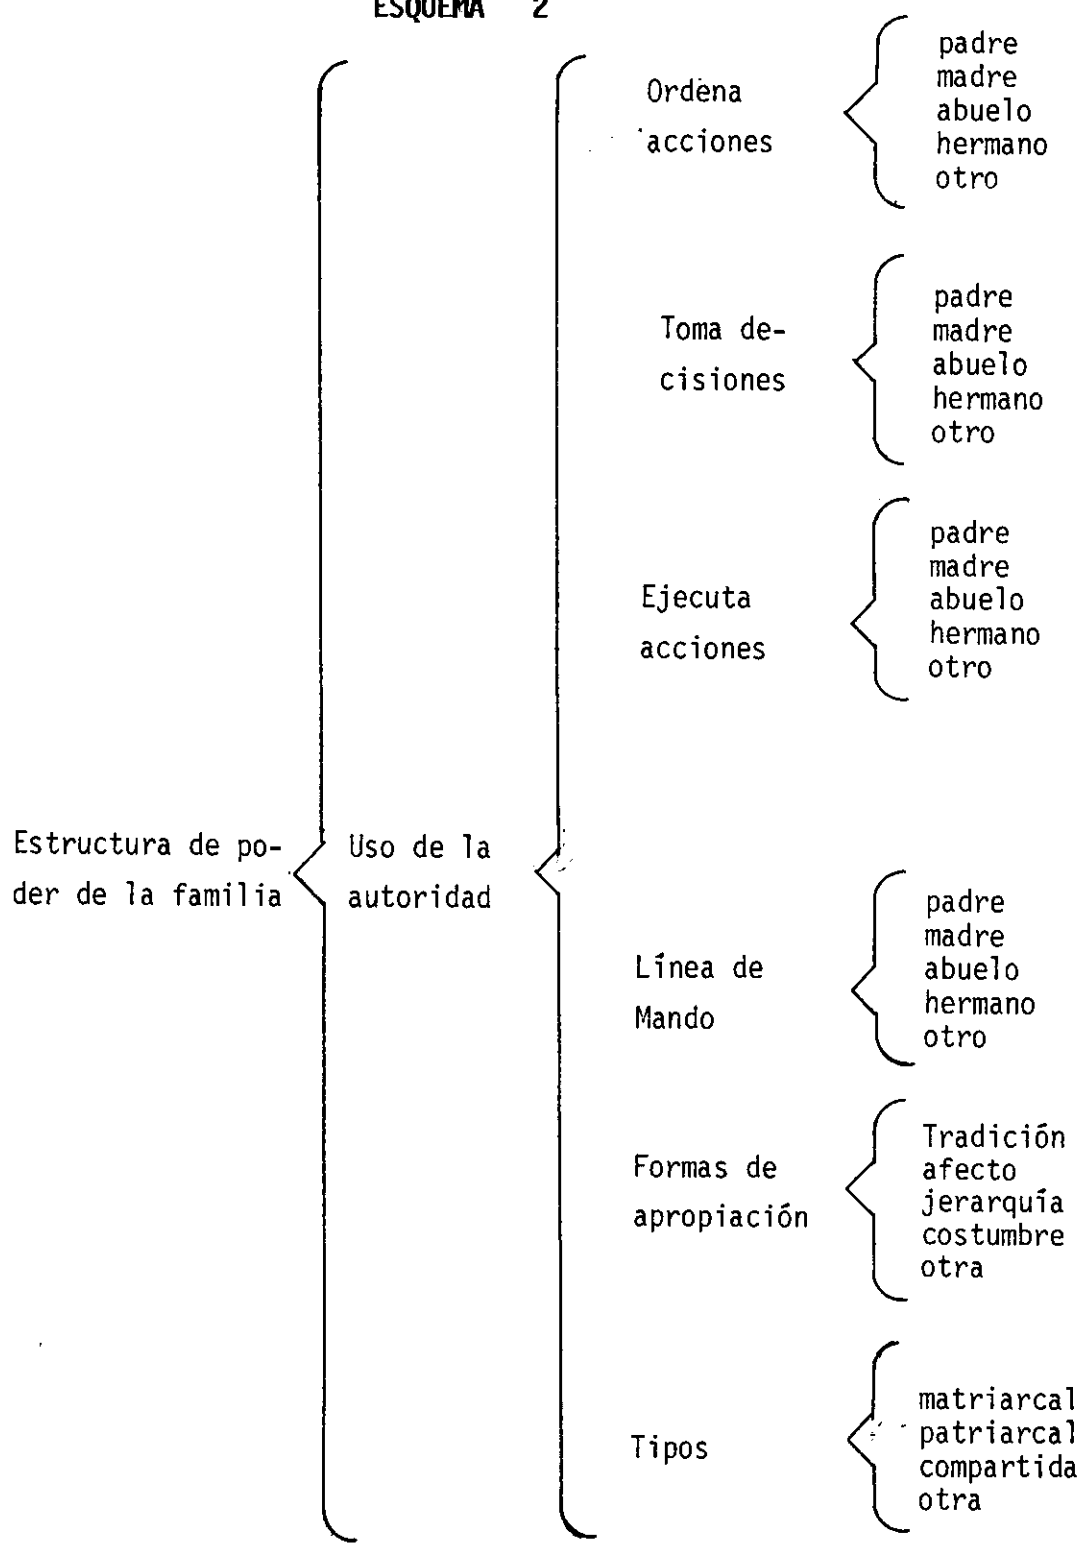 ESQUEMA 2
Estructura de po-
der de la familia
Uso de la
autoridad
Ordena
acciones
padre
madre
abuelo
hermano
otro
Toma de-
cisiones
padre
madre
abuelo
hermano
otro
Ejecuta
acciones
padre
madre
abuelo
hermano
otro
Línea de
Mando
padre
madre
abuelo
hermano
otro
Formas de
apropiación
Tradición
afecto
jerarquía
costumbre
otra
Tipos
matriarcal
patriarcal
compartida
otra